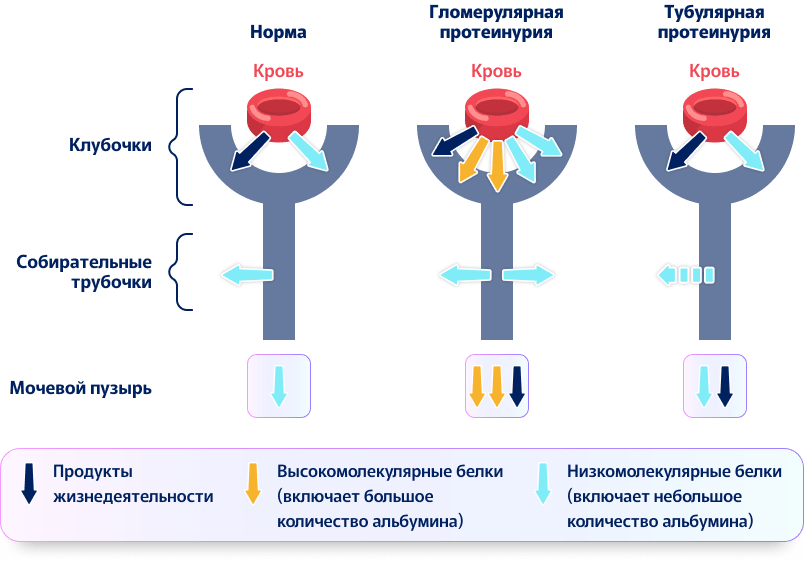 Норма
Гломерулярная
протеинурия
Тубулярная
протеинурия
Кровь
Кровь
Кровь
Клубочки
Собирательные
трубочки
Мочевой пузырь
Продукты
жизнедеятельности
Высокомолекулярные белки
(включает большое
количество альбумина)
Низкомолекулярные белки
(включает небольшое
количество альбумина)